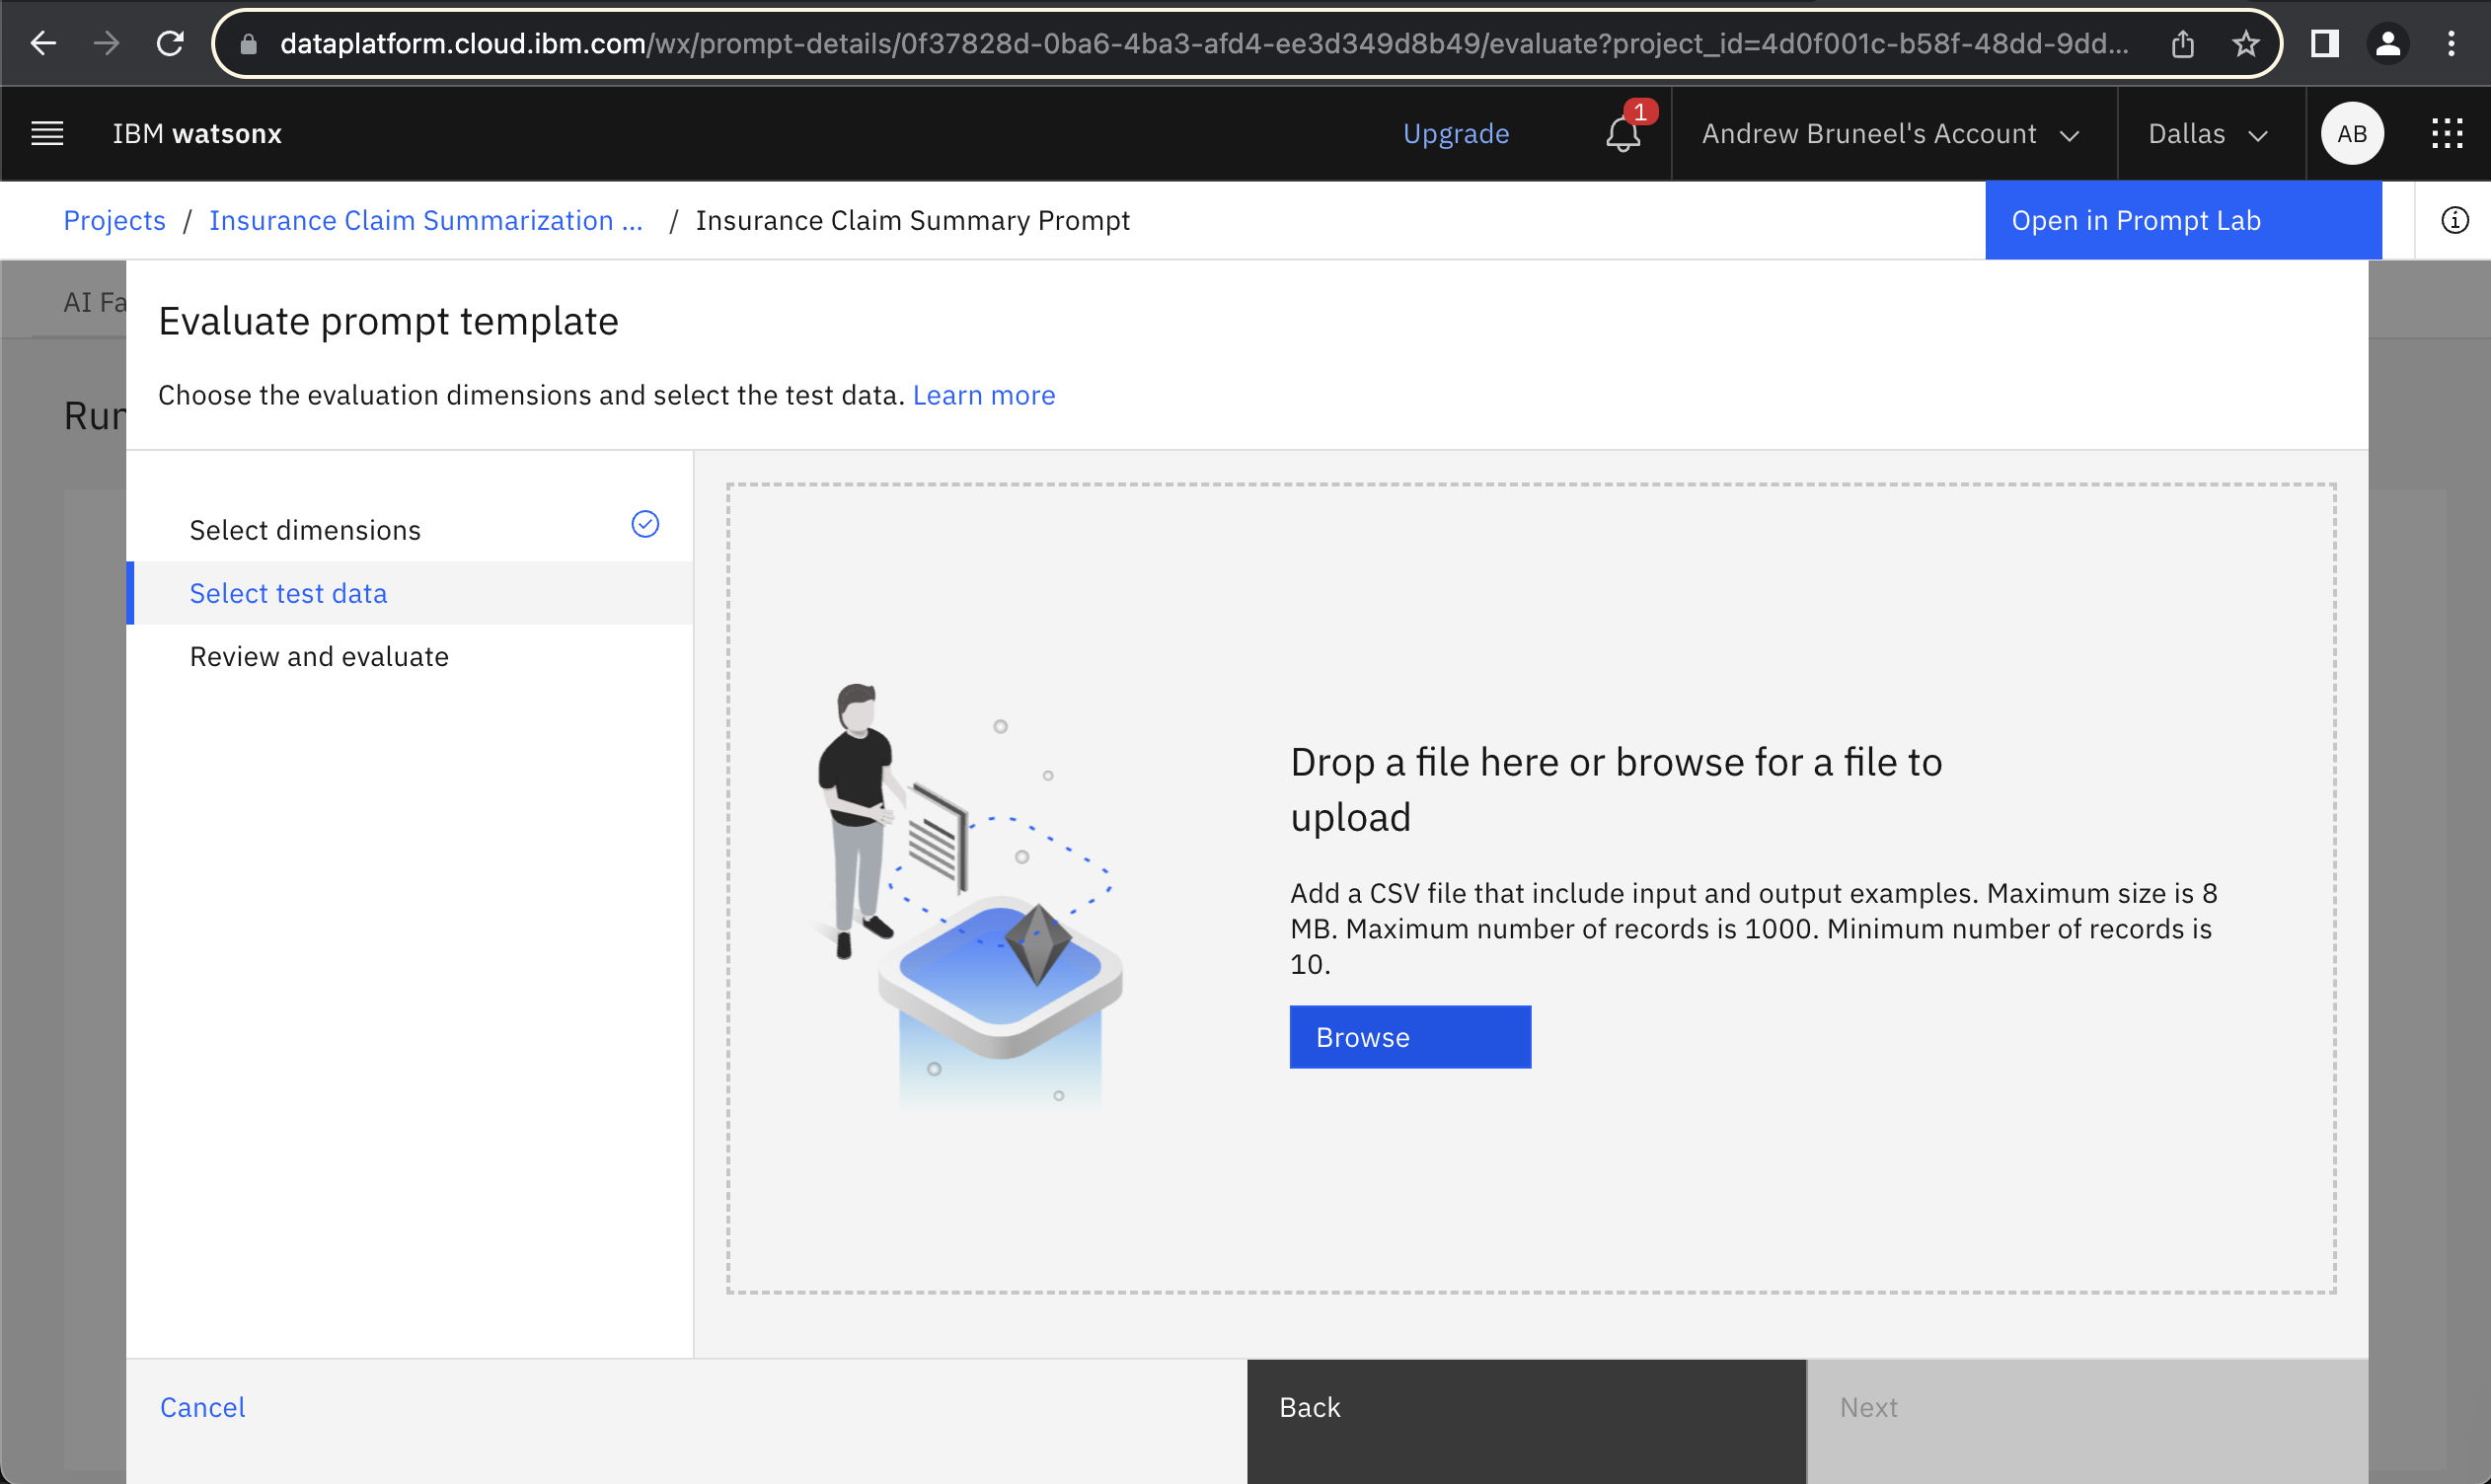 dataplatform.cloud.ibm.com/wx/prompt-details/0f37828d-0ba6-4ba3-afd4-ee3d349d8b49/evaluate?project_id=4d0f001c-b58f-48dd-9dd...
IBM watsonx
Upgrade
1
Andrew Bruneel's Account
Dallas
AB
Projects / Insurance Claim Summarization ... / Insurance Claim Summary Prompt
Open in Prompt Lab
AI Fa
Evaluate prompt template
Choose the evaluation dimensions and select the test data. Learn more
Run
Select dimensions
Select test data
Review and evaluate
Drop a file here or browse for a file to
upload
Add a CSV file that include input and output examples. Maximum size is 8
MB. Maximum number of records is 1000. Minimum number of records is
10.
Browse
Cancel
Back
Next